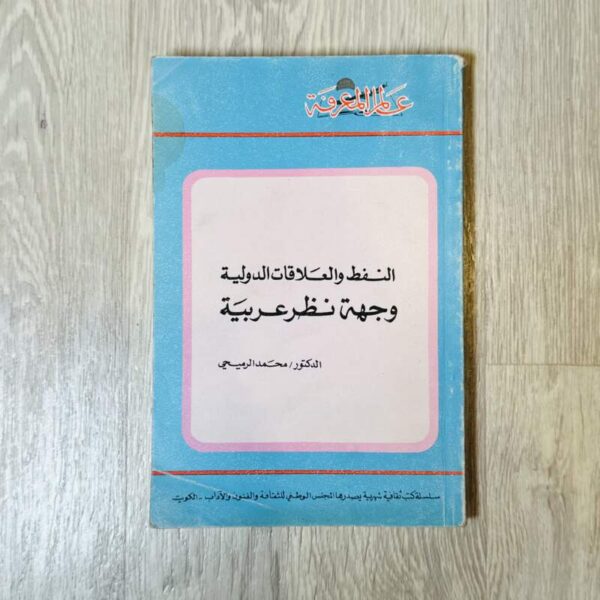 عالم المعرفة
النفط والعلاقات الدولية
وجهة نظر عربية
الدكتور/محمد الرميحي
سلسلة كتب ثقافية شهرية يصدرها المجلس الوطني للثقافة والفنون والآداب - الكويت